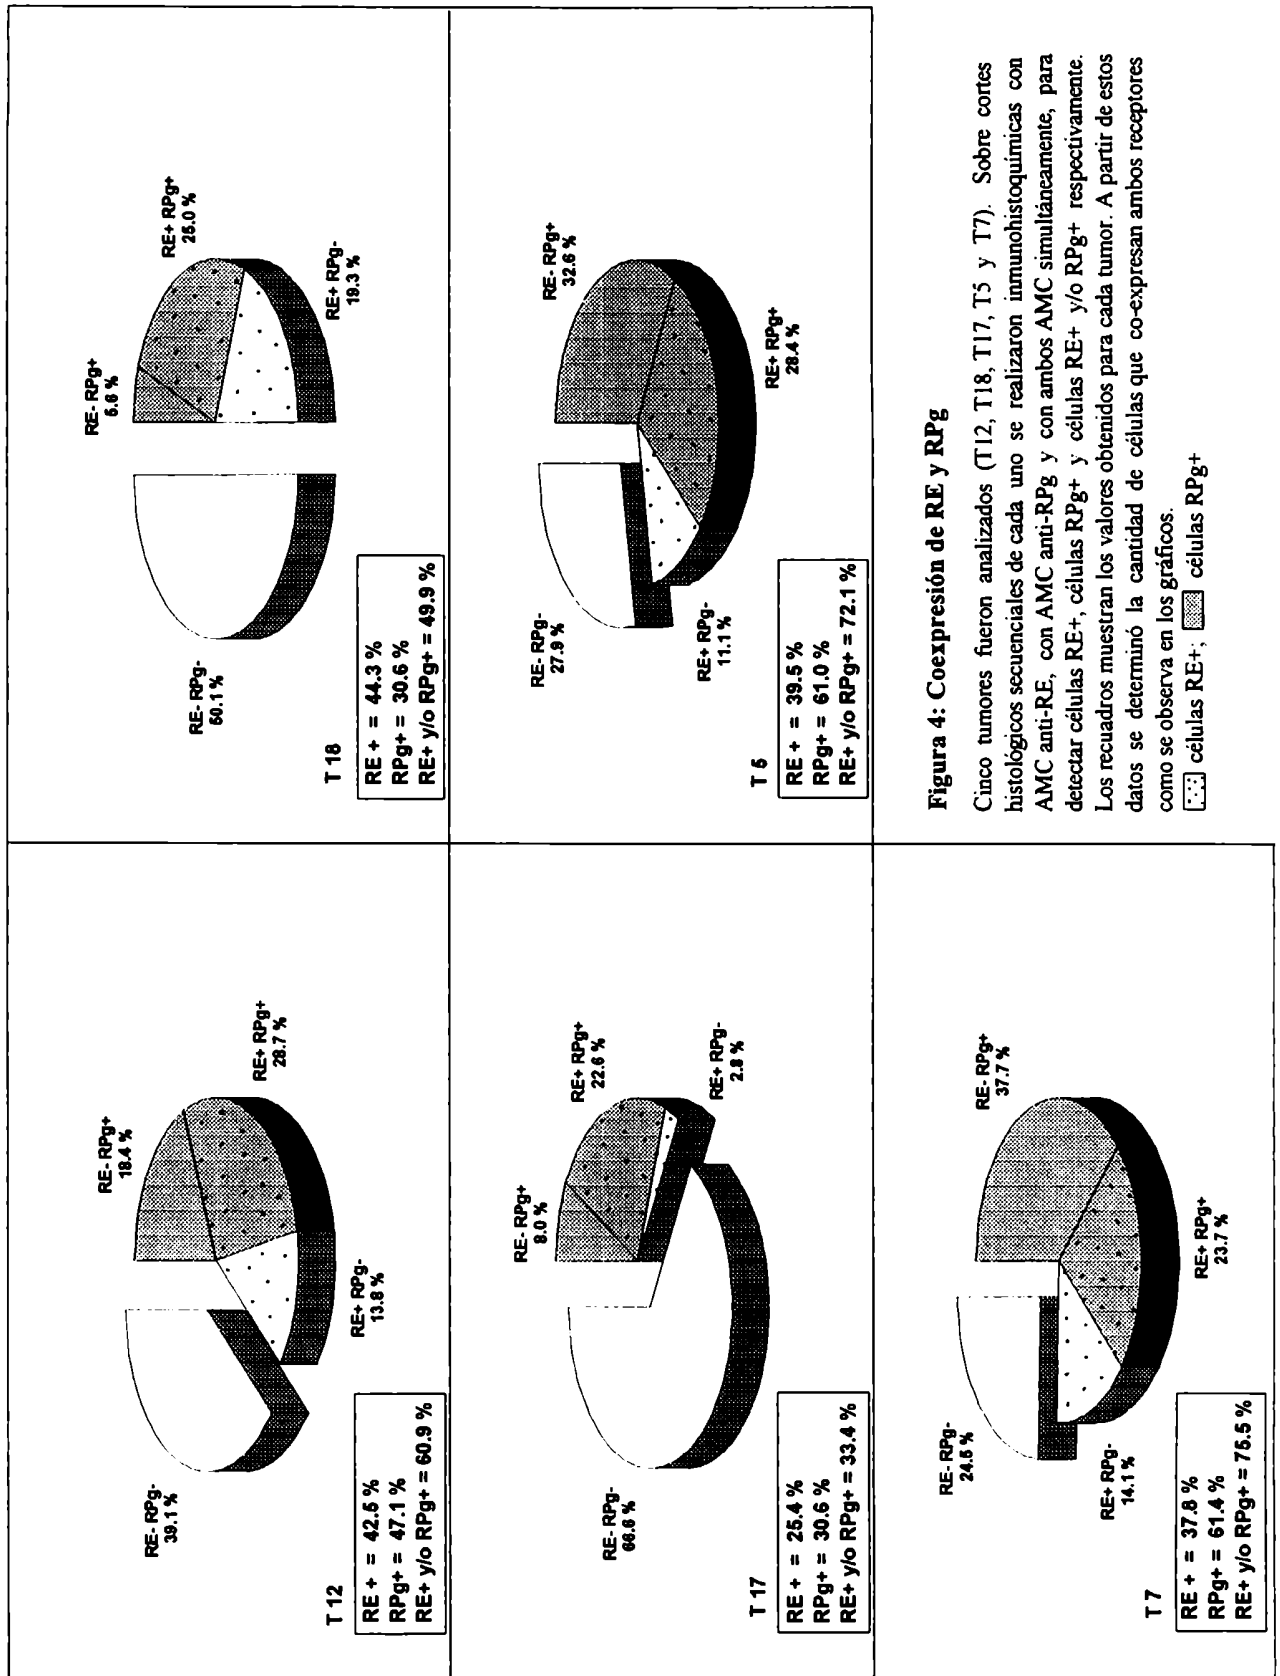 RE- RPg-
39.1 %
RE- RPg+
18.4 %
RE+ RPg+
28.7 %
RE+ RPg-
13.8 %
T 12
RE + = 42.5 %
RPg+ = 47.1 %
RE+ y/o RPg+ = 60.9 %
RE- RPg-
50.1 %
RE- RPg+
5.6 %
RE+ RPg+
25.0 %
RE+ RPg-
19.3 %
T 18
RE + = 44.3 %
RPg+ = 30.6 %
RE+ y/o RPg+ = 49.9 %
RE- RPg-
66.6 %
RE- RPg+
8.0 %
RE+ RPg+
22.6 %
RE+ RPg-
2.8 %
T 17
RE + = 25.4 %
RPg+ = 30.6 %
RE+ y/o RPg+ = 33.4 %
RE- RPg-
27.9 %
RE- RPg+
32.6 %
RE+ RPg+
28.4 %
RE+ RPg-
11.1 %
T 5
RE + = 39.5 %
RPg+ = 61.0 %
RE+ y/o RPg+ = 72.1 %
RE- RPg-
24.5 %
RE- RPg+
37.7 %
RE+ RPg+
23.7 %
RE+ RPg-
14.1 %
T 7
RE + = 37.8 %
RPg+ = 61.4 %
RE+ y/o RPg+ = 75.5 %
Figura 4: Coexpresión de RE y RPg
Cinco tumores fueron analizados (T12, T18, T17, T5 y T7). Sobre cortes
histológicos secuenciales de cada uno se realizaron inmunohistoquímicas con
AMC anti-RE, con AMC anti-RPg y con ambos AMC simultáneamente, para
detectar células RE+, células RPg+ y células RE+ y/o RPg+ respectivamente.
Los recuadros muestran los valores obtenidos para cada tumor. A partir de estos
datos se determinó la cantidad de células que co-expresan ambos receptores
como se observa en los gráficos.
células RE+; células RPg+